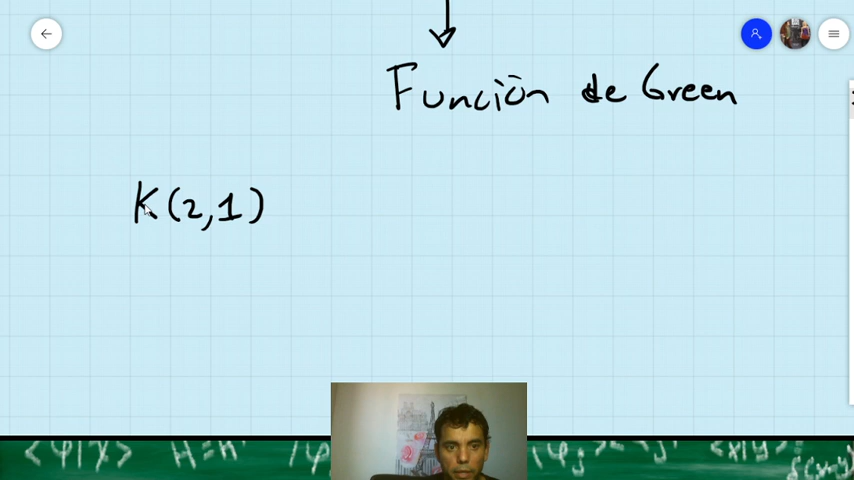 Función de Green
K(2,1)
<φ|χ>